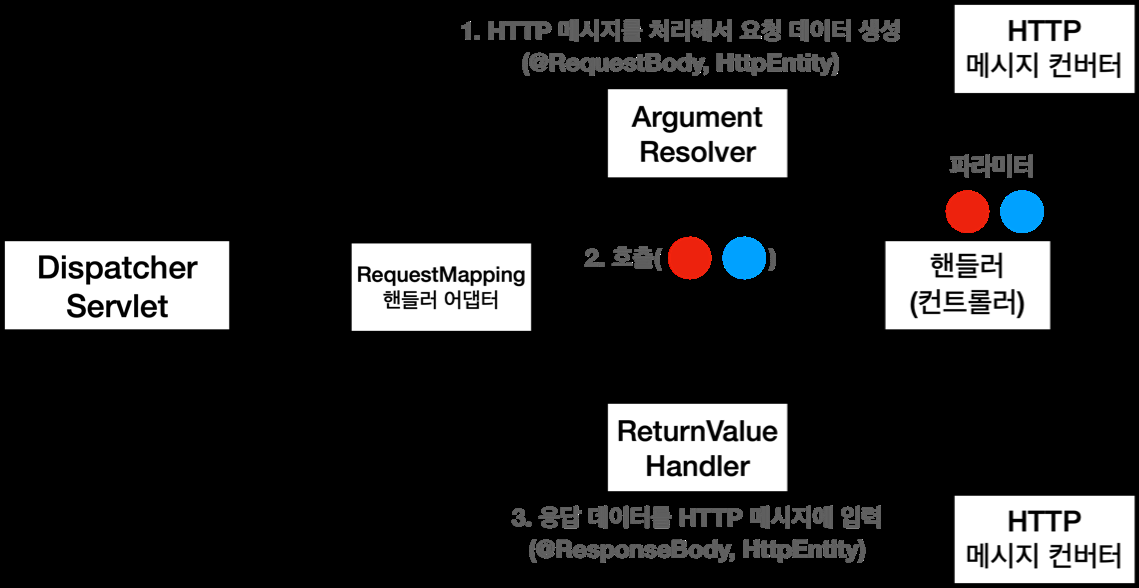 1. HTTP 메시지를 처리해서 요청 데이터 생성
(@RequestBody, HttpEntity)
HTTP
메시지 컨버터
Argument
Resolver
파라미터
Dispatcher
Servlet
RequestMapping
핸들러 어댑터
2. 호출( )
핸들러
(컨트롤러)
ReturnValue
Handler
3. 응답 데이터를 HTTP 메시지에 입력
(@ResponseBody, HttpEntity)
HTTP
메시지 컨버터